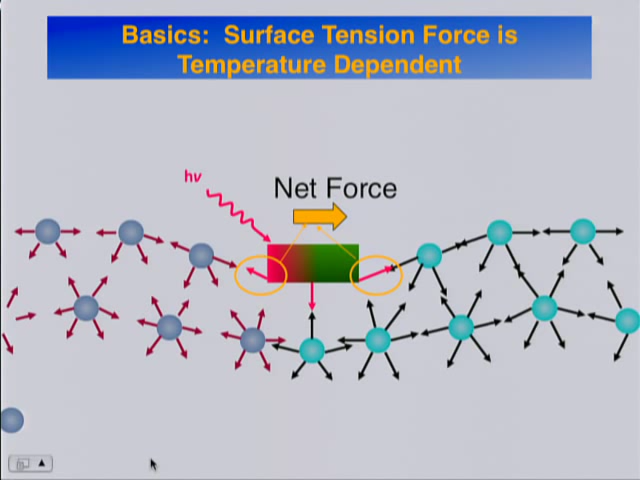 Basics: Surface Tension Force is
Temperature Dependent
hν
Net Force